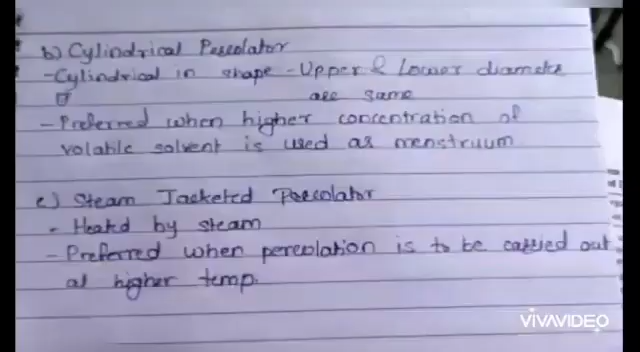 b) Cylindrical Percolator
- Cylindrical in shape - Upper & Lower diameter are same
- Preferred when higher concentration of
volatile solvent is used as menstruum
c) Steam Jacketed Percolator
- Heated by steam
- Preferred when percolation is to be carried out
at higher temp.
VIVAVIDEO